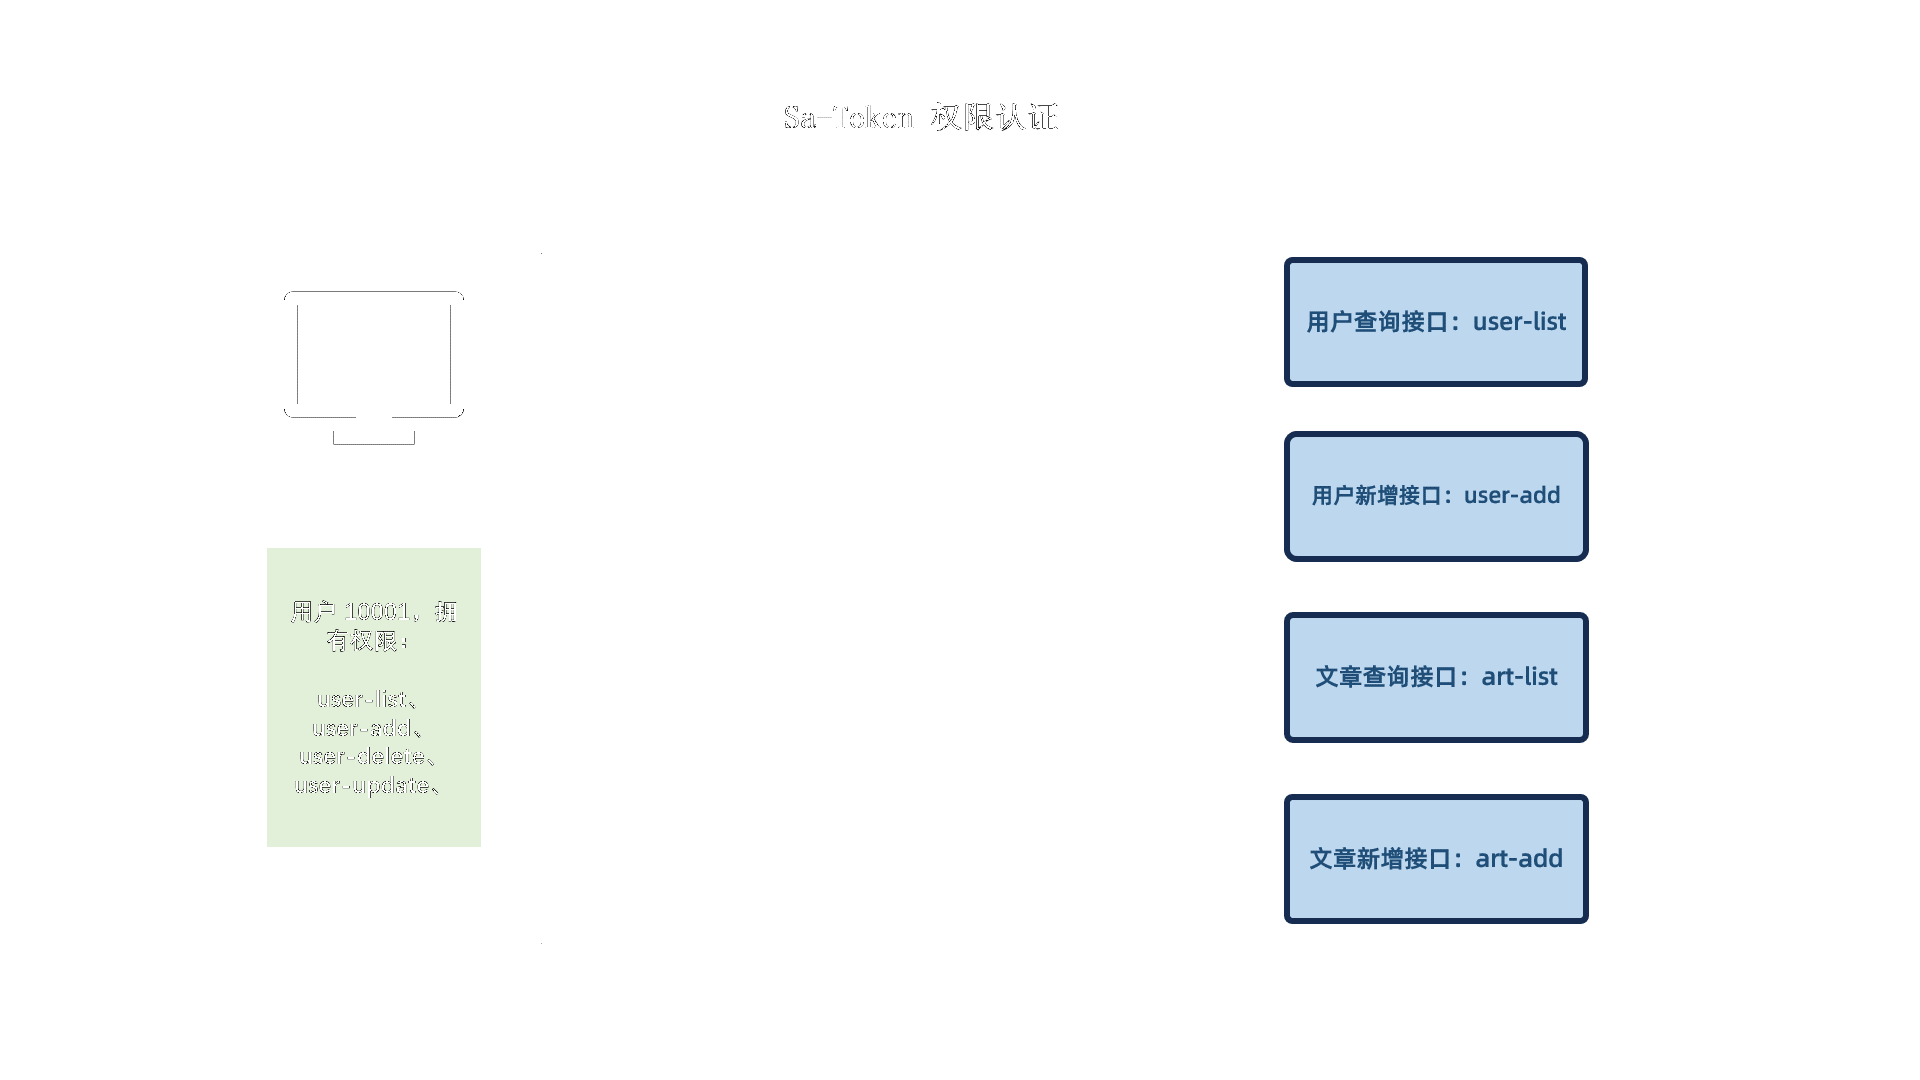 Sa-Token 权限认证
用户 10001，拥
有权限：
user-list、
user-add、
user-delete、
user-update、
用户查询接口：user-list
用户新增接口：user-add
文章查询接口：art-list
文章新增接口：art-add